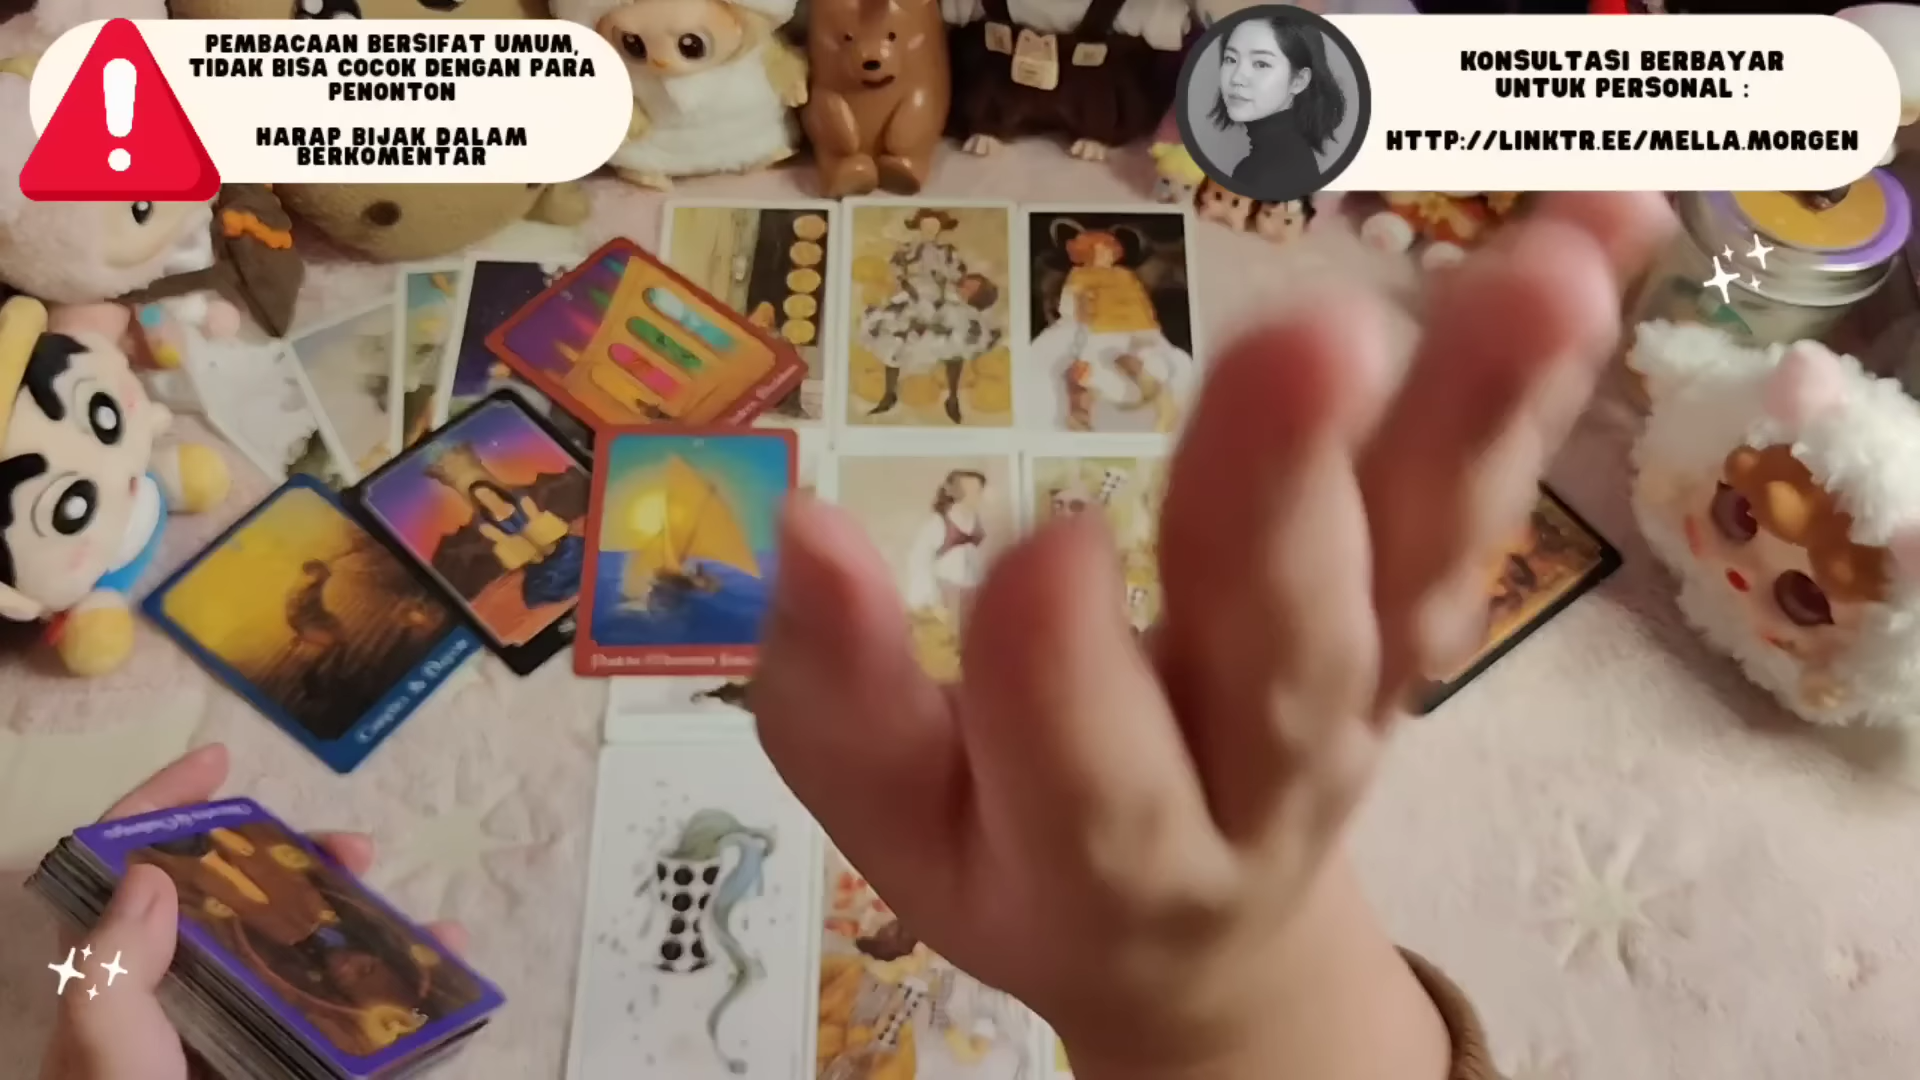 PEMBACAAN BERSIFAT UMUM,
TIDAK BISA COCOK DENGAN PARA
PENONTON
HARAP BIJAK DALAM
BERKOMENTAR
KONSULTASI BERBAYAR
UNTUK PERSONAL :
HTTP://LINKTR.EE/MELLA.MORGEN